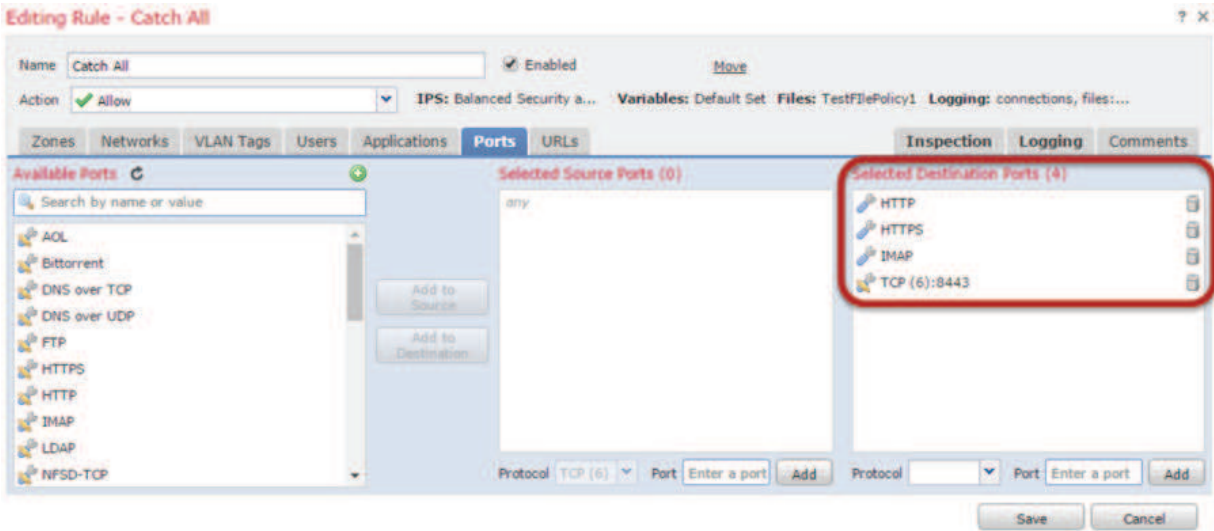 Editing Rule - Catch All ? ×
Name Catch All Enabled Move
Action Allow IPS: Balanced Security a... Variables: Default Set Files: TestFIlePolicy1 Logging: connections, files:...
Zones Networks VLAN Tags Users Applications Ports URLs Inspection Logging Comments
Available Ports
Search by name or value
AOL
Bittorrent
DNS over TCP
DNS over UDP
FTP
HTTPS
HTTP
IMAP
LDAP
NFSD-TCP
Add to
Source
Add to
Destination
Selected Source Ports (0)
any
Protocol TCP (6) Port Enter a port Add
Selected Destination Ports (4)
HTTP
HTTPS
IMAP
TCP (6):8443
Protocol Port Enter a port Add
Save Cancel